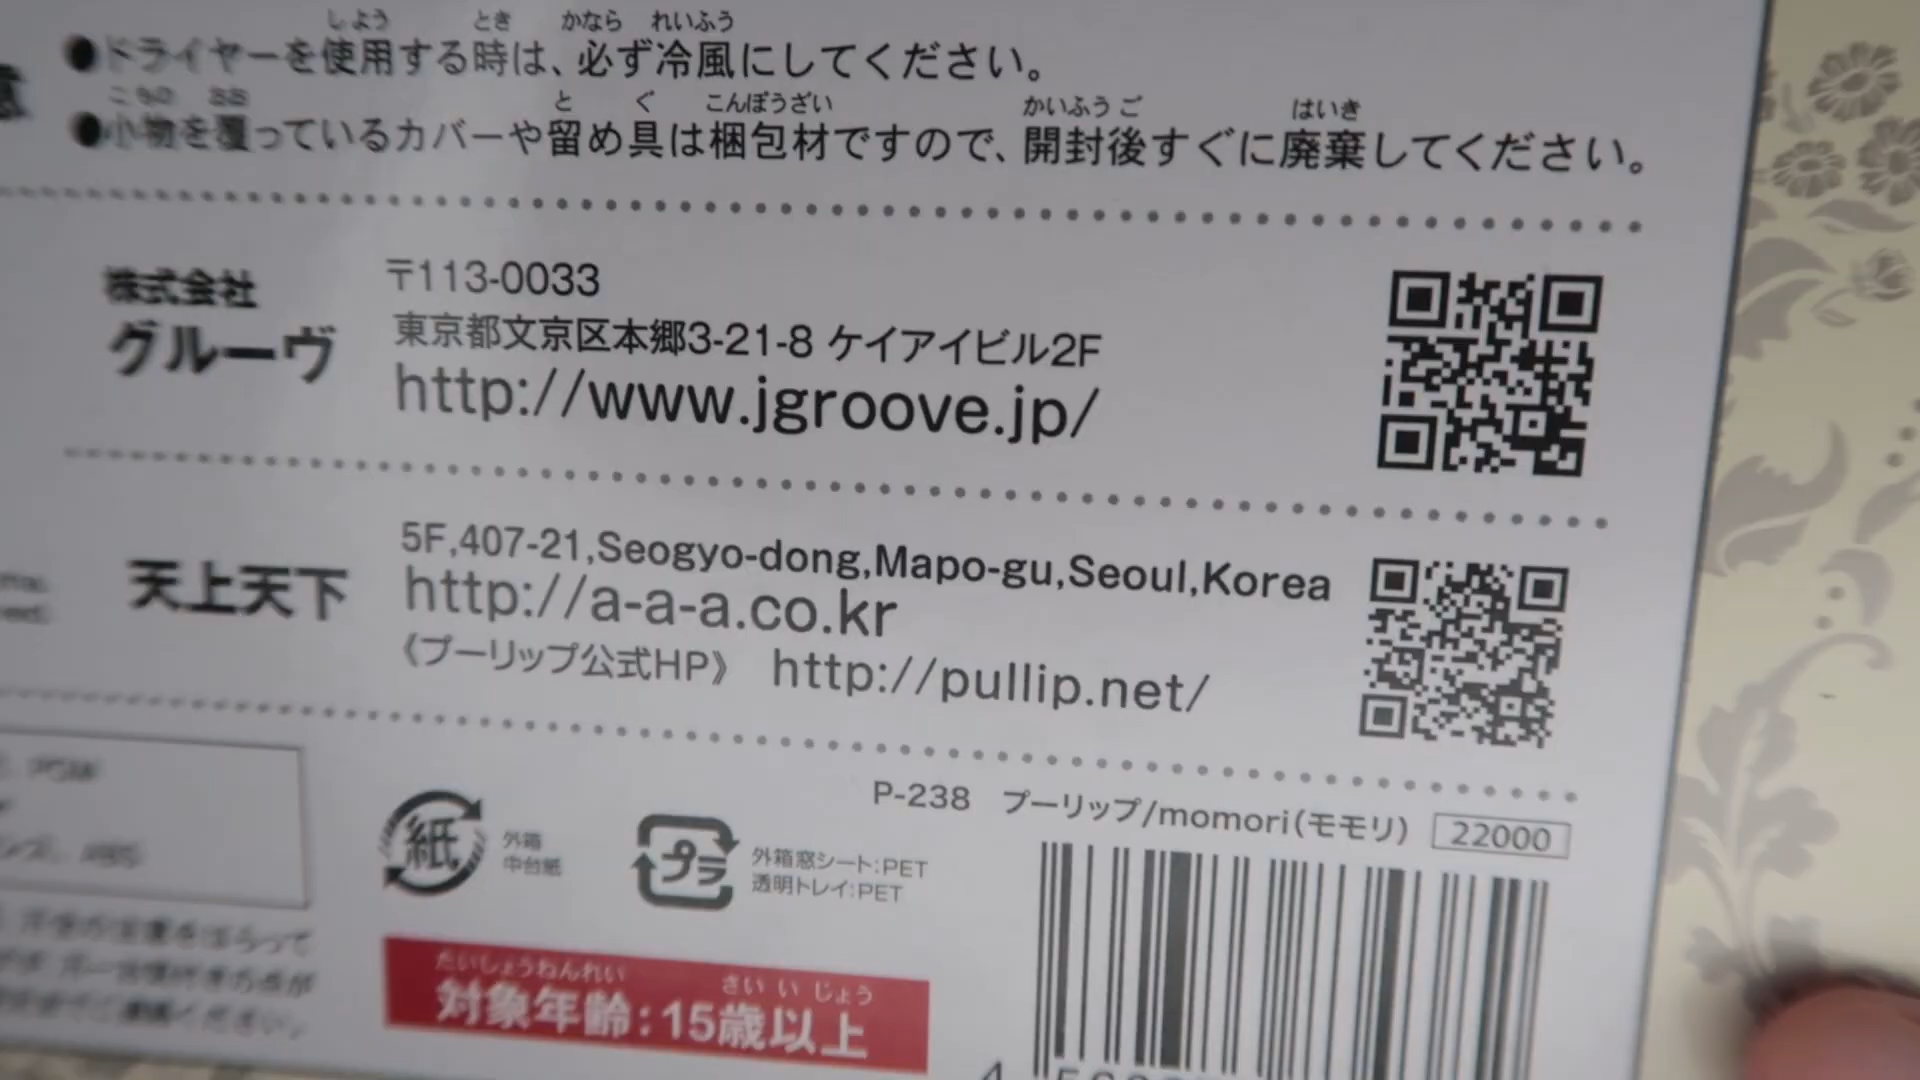 しよう とき かなら れいふう
●ドライヤーを使用する時は、必ず冷風にしてください。
こもの おお と ぐ こんぽうざい かいふうご はいき
●小物を覆っているカバーや留め具は梱包材ですので、開封後すぐに廃棄してください。
株式会社
グルーヴ
〒113-0033
東京都文京区本郷3-21-8 ケイアイビル2F
http://www.jgroove.jp/
天上天下
5F,407-21,Seogyo-dong,Mapo-gu,Seoul,Korea
http://a-a-a.co.kr
《プーリップ公式HP》 http://pullip.net/
P-238 プーリップ/momori(モモリ) 22000
紙
外箱
中台紙
プラ
外箱窓シート:PET
透明トレイ:PET
たいしょうねんれい さい いじょう
対象年齢:15歳以上